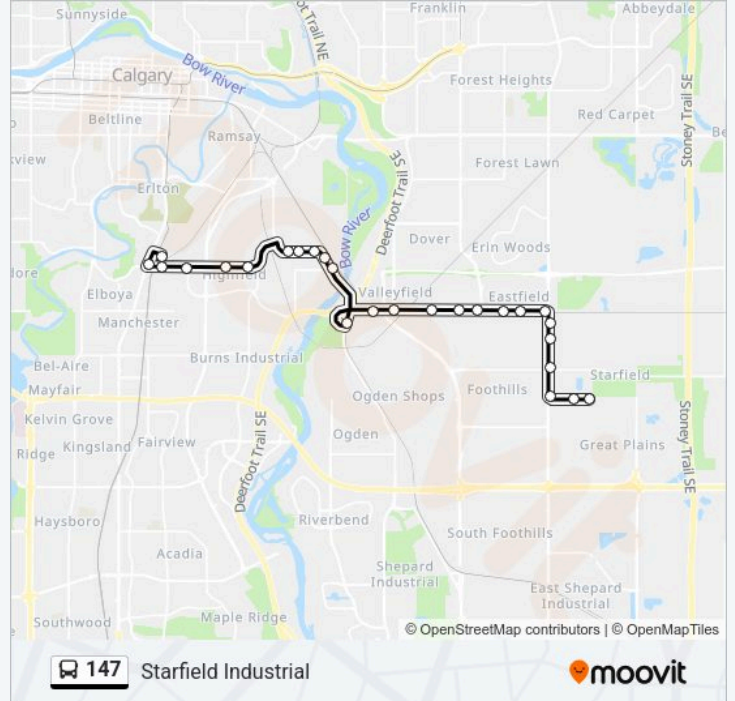 Sunnyside
Franklin
Abbeydale
ot Trail NE
Bow River
Calgary
Forest Heights
Stoney Trail SE
Beltline
Red Carpet
Be
Ramsay
kview
Deerfoot Trail SE
Forest Lawn
Erlton
Bow River
Dover
Erin Woods
lore
Highfield
Elboya
Valleyfield
Eastfield
Manchester
Burns Industrial
Bel-Aire
Starfield
Mayfair
Ogden Shops
Foothills
Kelvin Grove
Deerfoot Trail SE
Stoney Trail SE
Ogden
Ridge
Kingsland
Fairview
Great Plains
Haysboro
Riverbend
South Foothills
Acadia
Shepard
Industrial
East Shepard
Industrial
Southwood
Maple Ridge
© OpenStreetMap contributors | © OpenMapTiles
147 Starfield Industrial
moovit